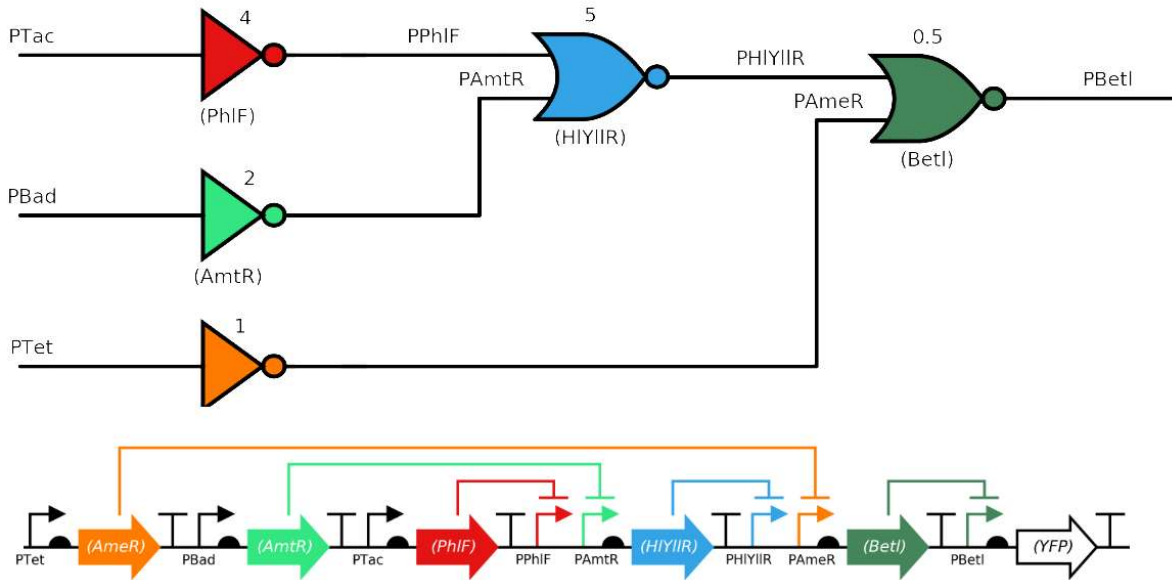 4
5
PTac
PPhlF
0.5
PHlYllR
PBetI
PAmtR
PAmeR
(PhlF)
(HlYllR)
(BetI)
2
PBad
(AmtR)
1
PTet
(AmeR)
(AmtR)
(PhlF)
(HlYllR)
(BetI)
(YFP)
PTet
PBad
PTac
PPhlF
PAmtR
PHlYllR
PAmeR
PBetI